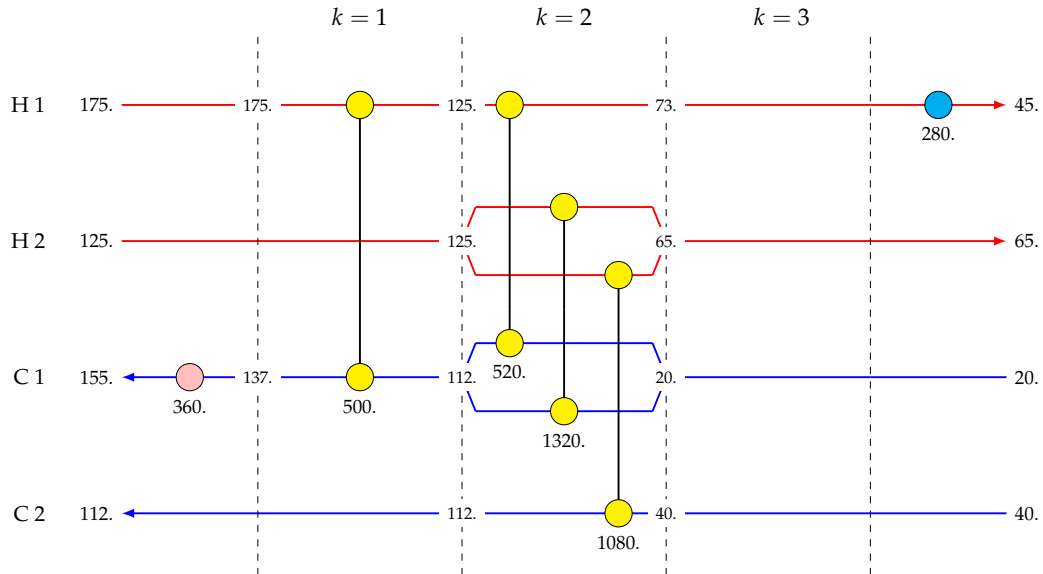 k = 1 k = 2 k = 3
H 1 175. 175. 125. 73. 45.
280.
H 2 125. 125. 65. 65.
C 1 155. 137. 112. 20. 20.
520.
360. 500.
1320.
C 2 112. 112. 40. 40.
1080.